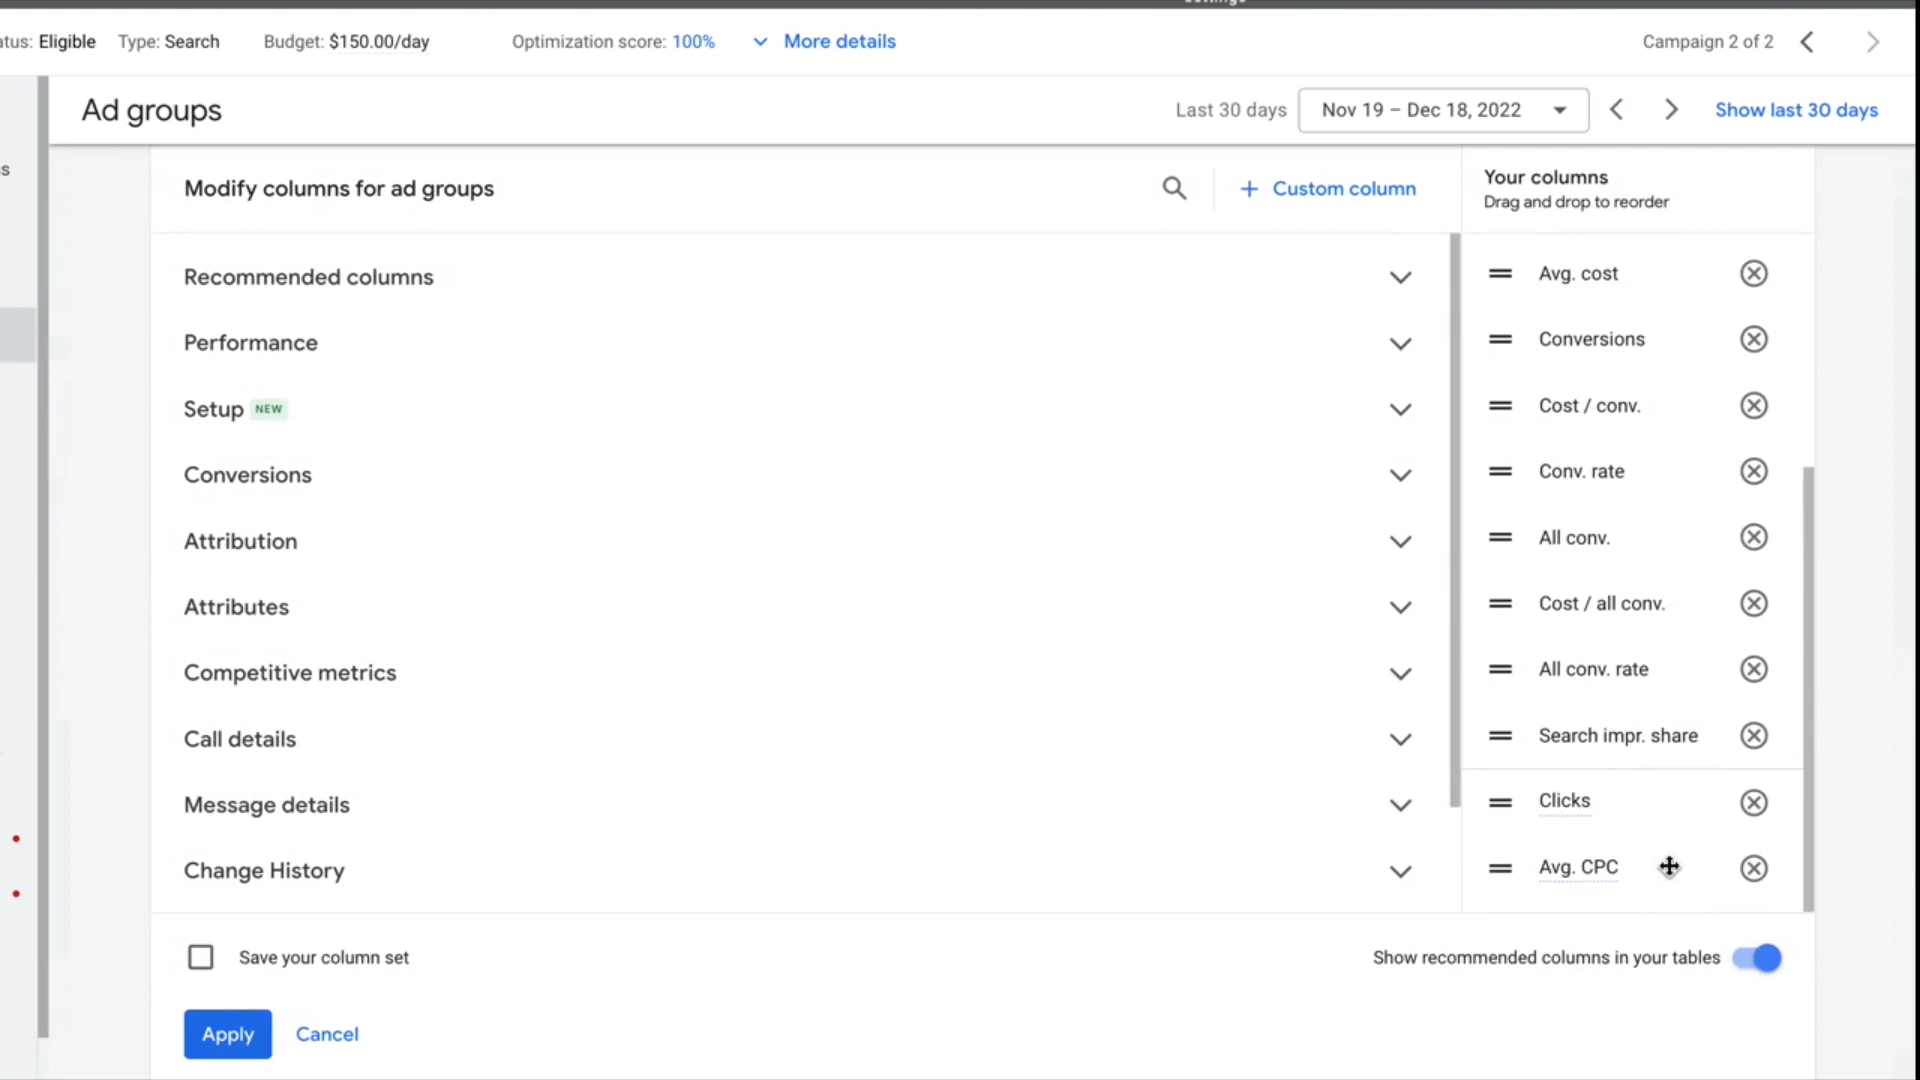 Status: Eligible Type: Search Budget: $150.00/day Optimization score: 100% More details Campaign 2 of 2
Ad groups Last 30 days Nov 19 – Dec 18, 2022 Show last 30 days
Modify columns for ad groups + Custom column Your columns
Drag and drop to reorder
Recommended columns Avg. cost
Performance Conversions
Setup NEW Cost / conv.
Conversions Conv. rate
Attribution All conv.
Attributes Cost / all conv.
Competitive metrics All conv. rate
Call details Search impr. share
Message details Clicks
Change History Avg. CPC
Save your column set Show recommended columns in your tables
Apply Cancel